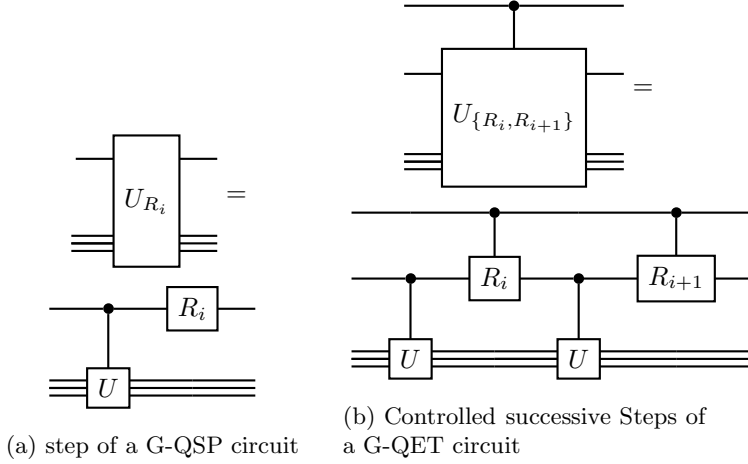 U_{\{R_i,R_{i+1}\}}
=
U_{R_i}
=
R_i
R_{i+1}
R_i
U
U
U
(a) step of a G-QSP circuit
(b) Controlled successive Steps of
a G-QET circuit